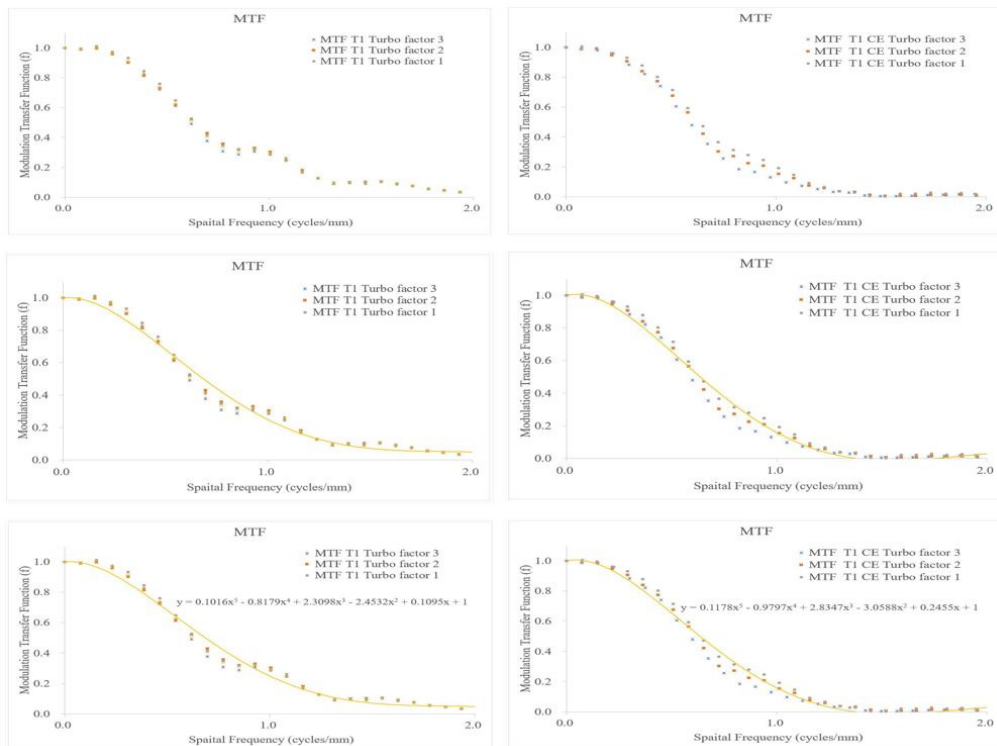 MTF
MTF T1 Turbo factor 3
MTF T1 Turbo factor 2
MTF T1 Turbo factor 1
Modulation Transfer Function (f)
1.0
0.8
0.6
0.4
0.2
0.0
0.0 1.0 2.0
Spaital Frequency (cycles/mm)
MTF
MTF T1 CE Turbo factor 3
MTF T1 CE Turbo factor 2
MTF T1 CE Turbo factor 1
Modulation Transfer Function (f)
1.0
0.8
0.6
0.4
0.2
0.0
0.0 1.0 2.0
Spaital Frequency (cycles/mm)
MTF
MTF T1 Turbo factor 3
MTF T1 Turbo factor 2
MTF T1 Turbo factor 1
Modulation Transfer Function (f)
1.0
0.8
0.6
0.4
0.2
0.0
0.0 1.0 2.0
Spaital Frequency (cycles/mm)
MTF
MTF T1 CE Turbo factor 3
MTF T1 CE Turbo factor 2
MTF T1 CE Turbo factor 1
Modulation Transfer Function (f)
1.0
0.8
0.6
0.4
0.2
0.0
0.0 1.0 2.0
Spaital Frequency (cycles/mm)
MTF
MTF T1 Turbo factor 3
MTF T1 Turbo factor 2
MTF T1 Turbo factor 1
y = 0.1016x⁵ - 0.8179x⁴ + 2.3098x³ - 2.4532x² + 0.1095x + 1
Modulation Transfer Function (f)
1.0
0.8
0.6
0.4
0.2
0.0
0.0 1.0 2.0
Spaital Frequency (cycles/mm)
MTF
MTF T1 CE Turbo factor 3
MTF T1 CE Turbo factor 2
MTF T1 CE Turbo factor 1
y = 0.1178x⁵ - 0.9797x⁴ + 2.8347x³ - 3.0588x² + 0.2455x + 1
Modulation Transfer Function (f)
1.0
0.8
0.6
0.4
0.2
0.0
0.0 1.0 2.0
Spaital Frequency (cycles/mm)